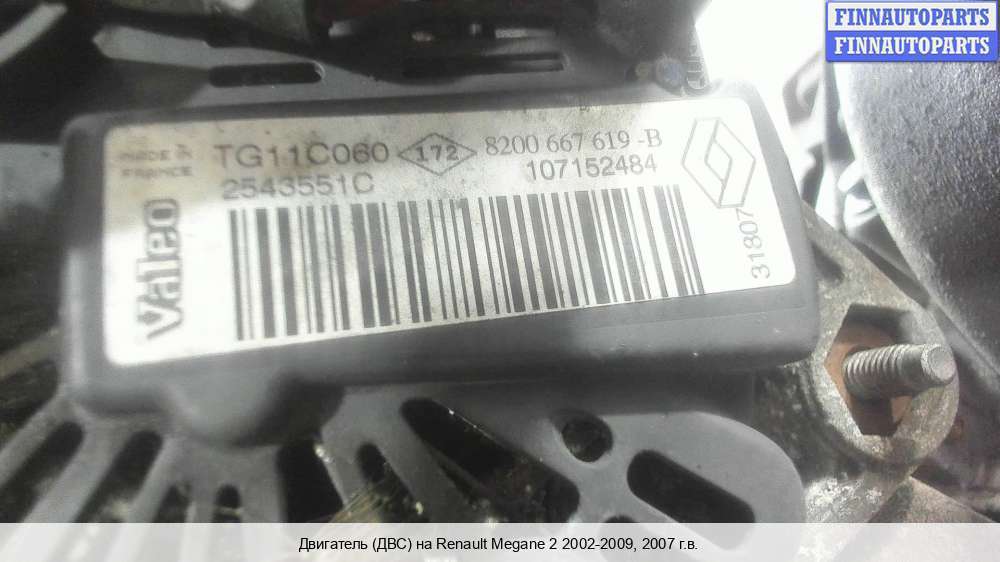 FINNAUTOPARTS
FINNAUTOPARTS
MADE IN
FRANCE
TG11C060
172
8200 667 619 -B
2543551C
107152484
Valeo
31807
Двигатель (ДВС) на Renault Megane 2 2002-2009, 2007 г.в.